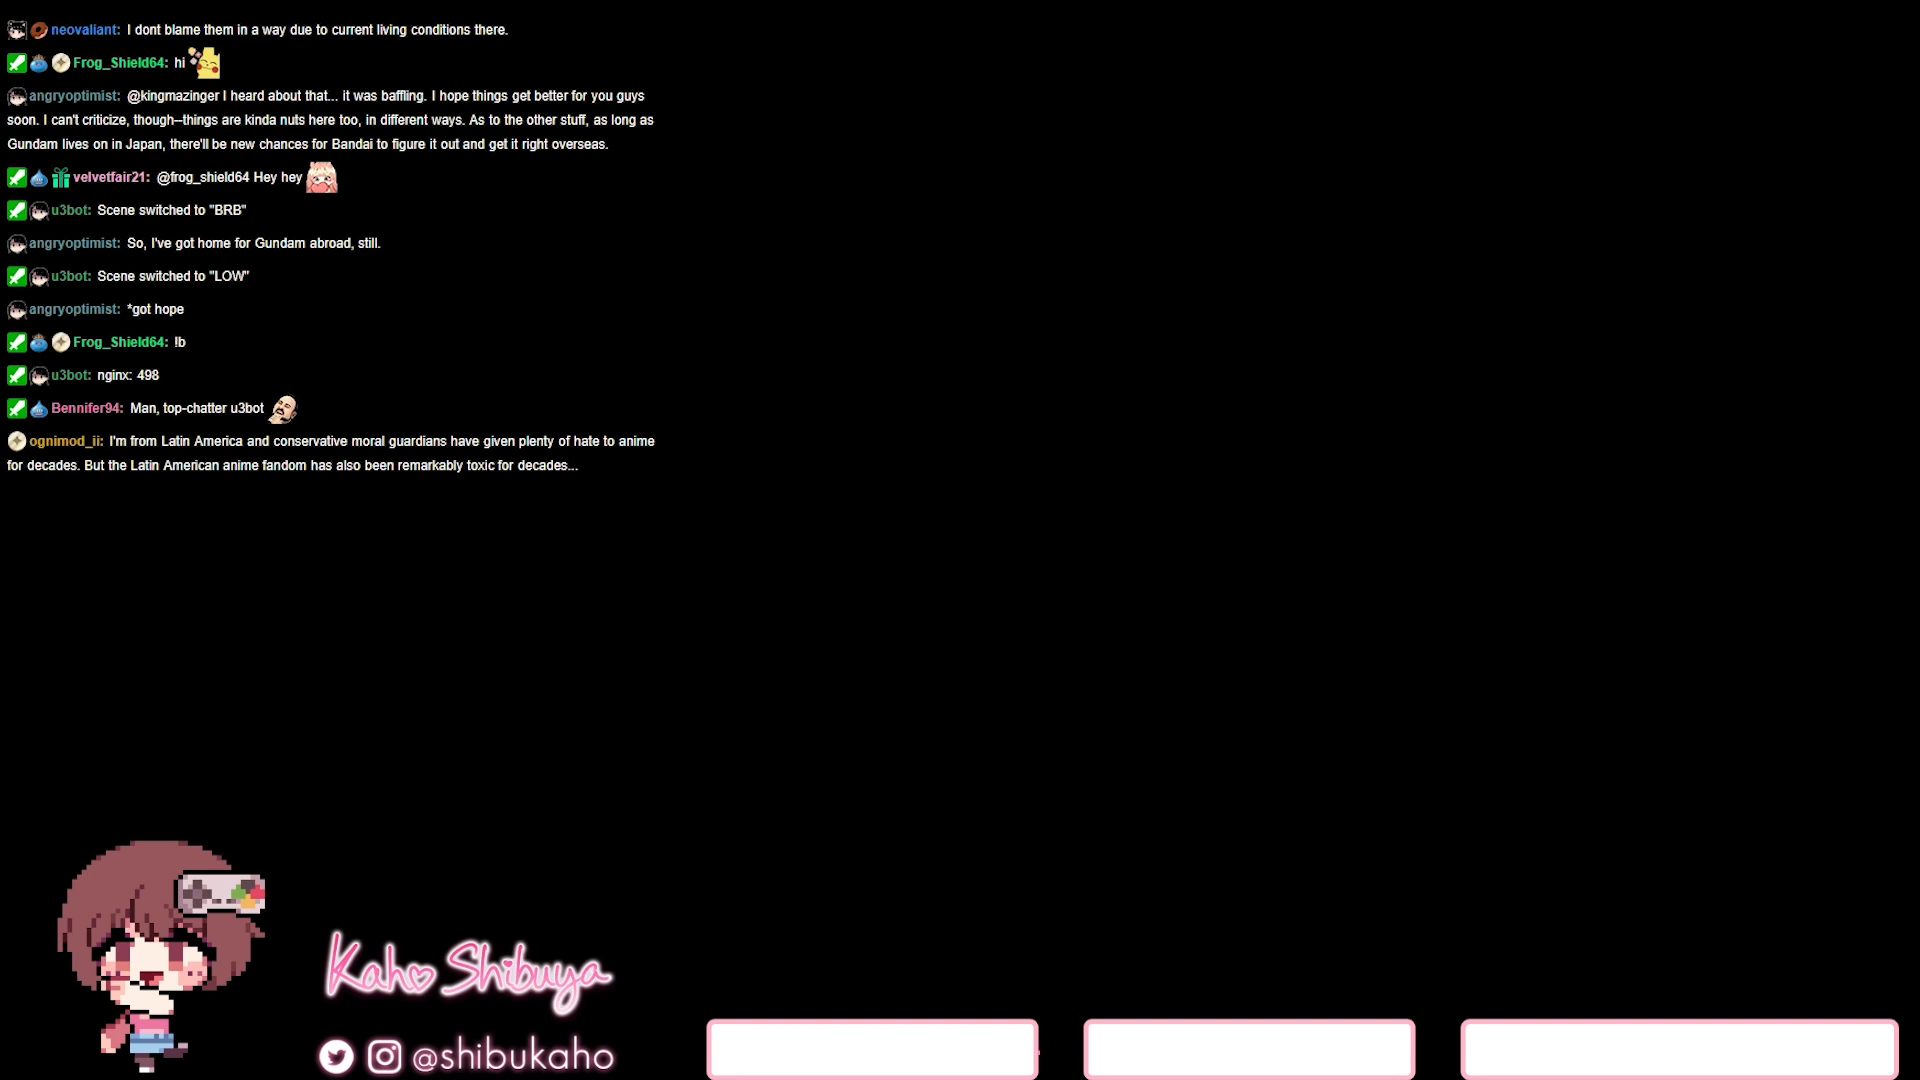 neovaliant: I dont blame them in a way due to current living conditions there.
Frog_Shield64: hi
angryoptimist: @kingmazinger I heard about that... it was baffling. I hope things get better for you guys
soon. I can't criticize, though--things are kinda nuts here too, in different ways. As to the other stuff, as long as
Gundam lives on in Japan, there'll be new chances for Bandai to figure it out and get it right overseas.
velvetfair21: @frog_shield64 Hey hey
u3bot: Scene switched to "BRB"
angryoptimist: So, I've got home for Gundam abroad, still.
u3bot: Scene switched to "LOW"
angryoptimist: *got hope
Frog_Shield64: !b
u3bot: nginx: 498
Bennifer94: Man, top-chatter u3bot
ognimod_ii: I'm from Latin America and conservative moral guardians have given plenty of hate to anime
for decades. But the Latin American anime fandom has also been remarkably toxic for decades...
Kaho Shibuya
@shibukaho